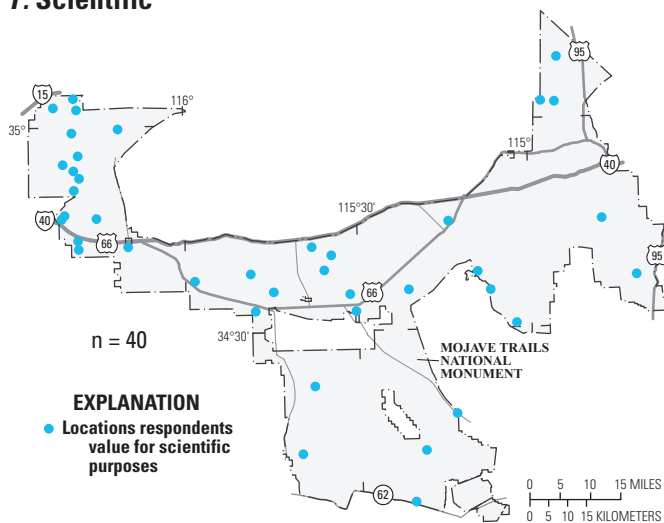 7. Scientific
95
15
116°
35°
115°
40
115°30'
40
66
95
66
34°30'
n = 40
MOJAVE TRAILS
NATIONAL
MONUMENT
EXPLANATION
Locations respondents
value for scientific
purposes
62
0 5 10 15 MILES
0 5 10 15 KILOMETERS